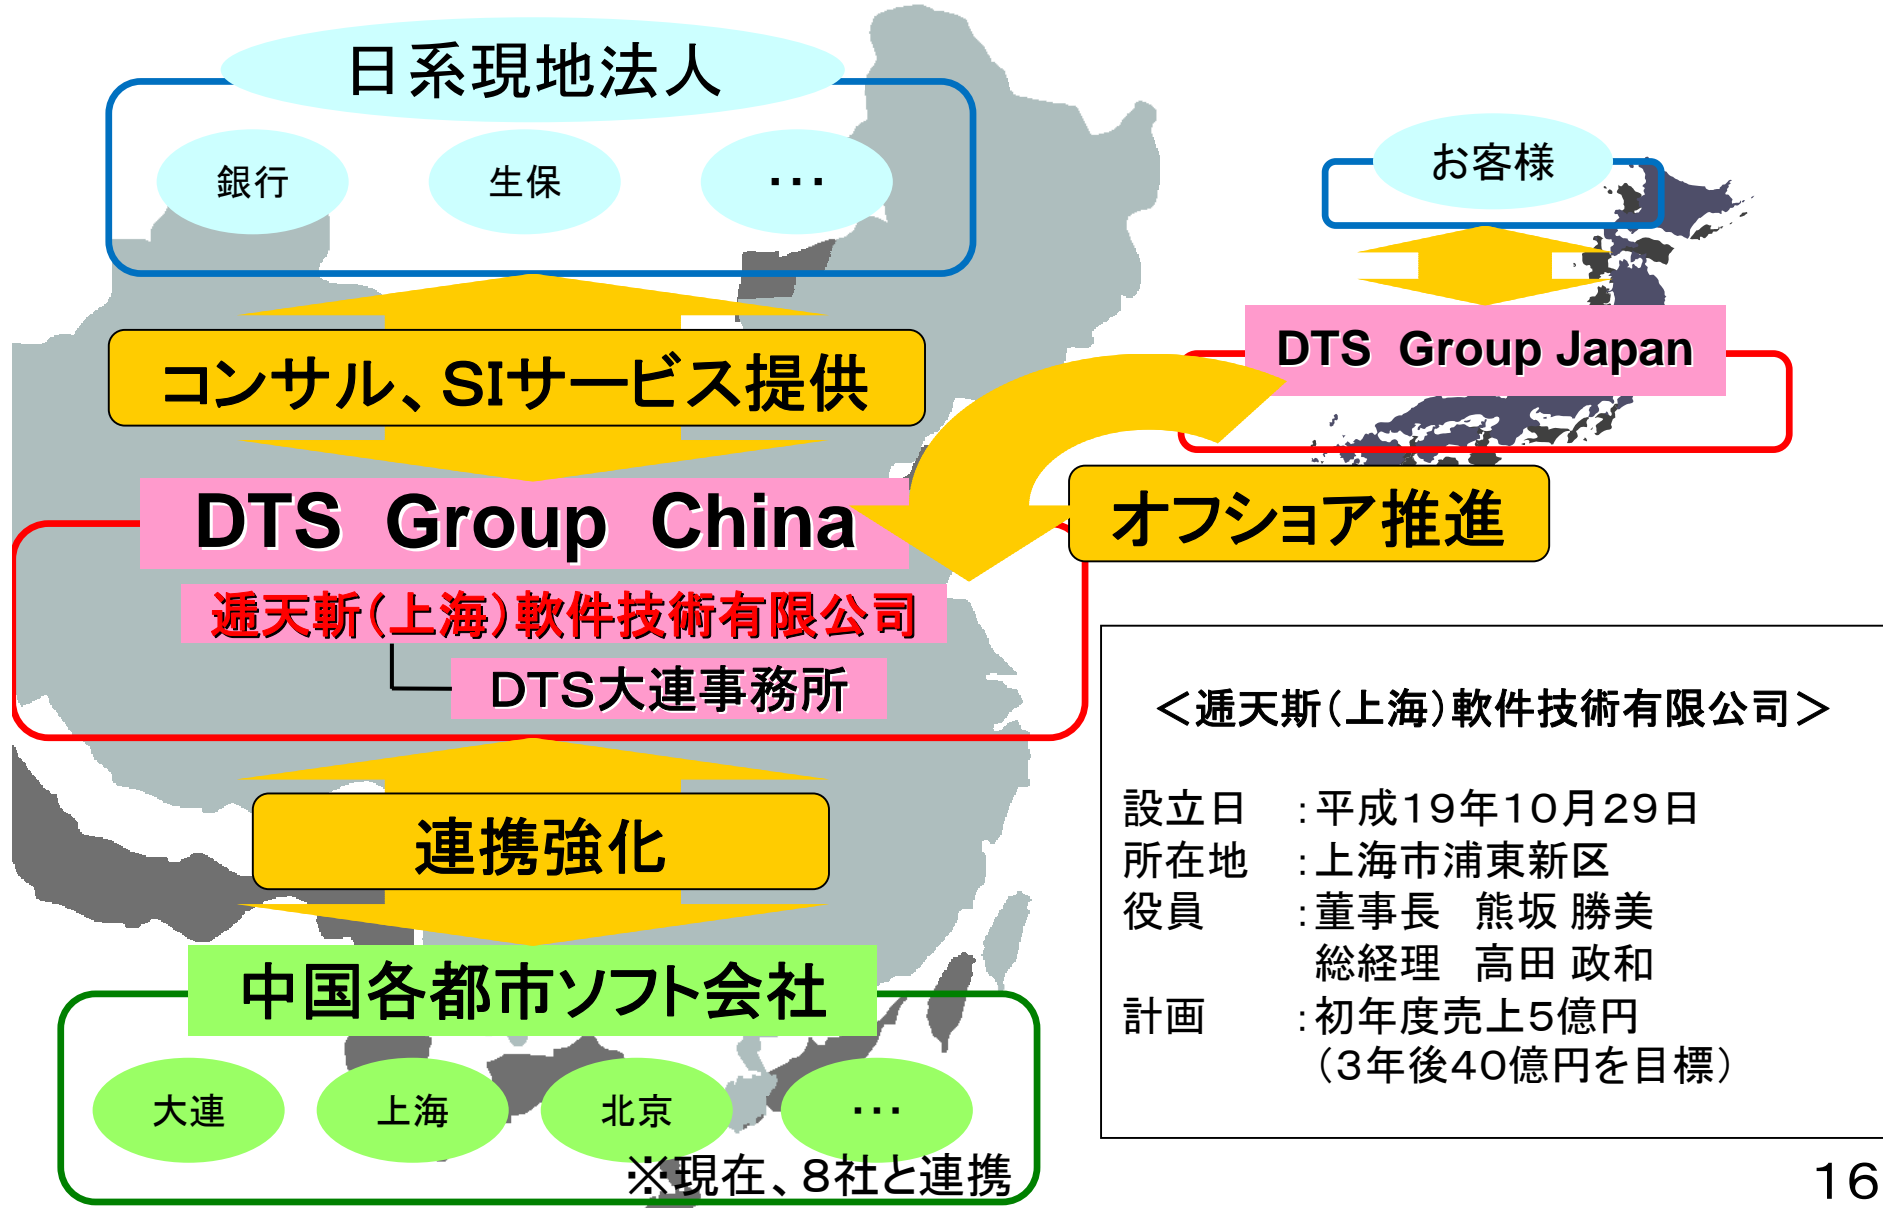 日系現地法人
銀行
生保
･･･
お客様
コンサル、SIサービス提供
DTS Group Japan
DTS Group China
オフショア推進
逓天斬(上海)軟件技術有限公司
DTS大連事務所
連携強化
中国各都市ソフト会社
大連
上海
北京
･･･
※現在、8社と連携
＜逓天斯(上海)軟件技術有限公司＞
設立日 :平成19年10月29日
所在地 :上海市浦東新区
役員 :董事長 熊坂 勝美
総経理 高田 政和
計画 :初年度売上5億円
(3年後40億円を目標)
16